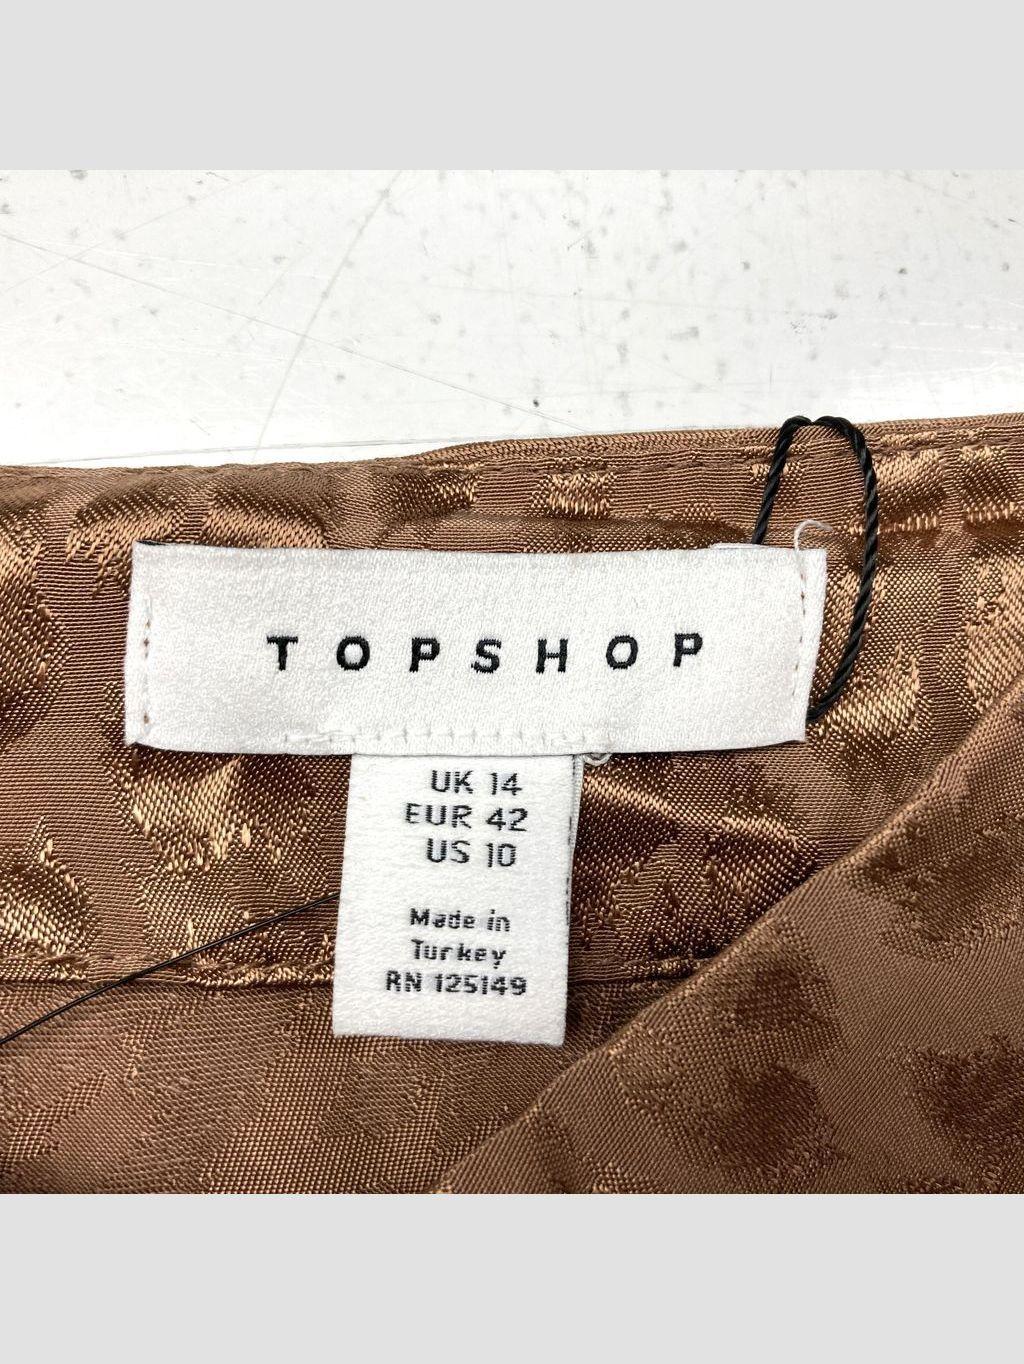 TOPSHOP
UK 14
EUR 42
US 10
Made in
Turkey
RN 125149